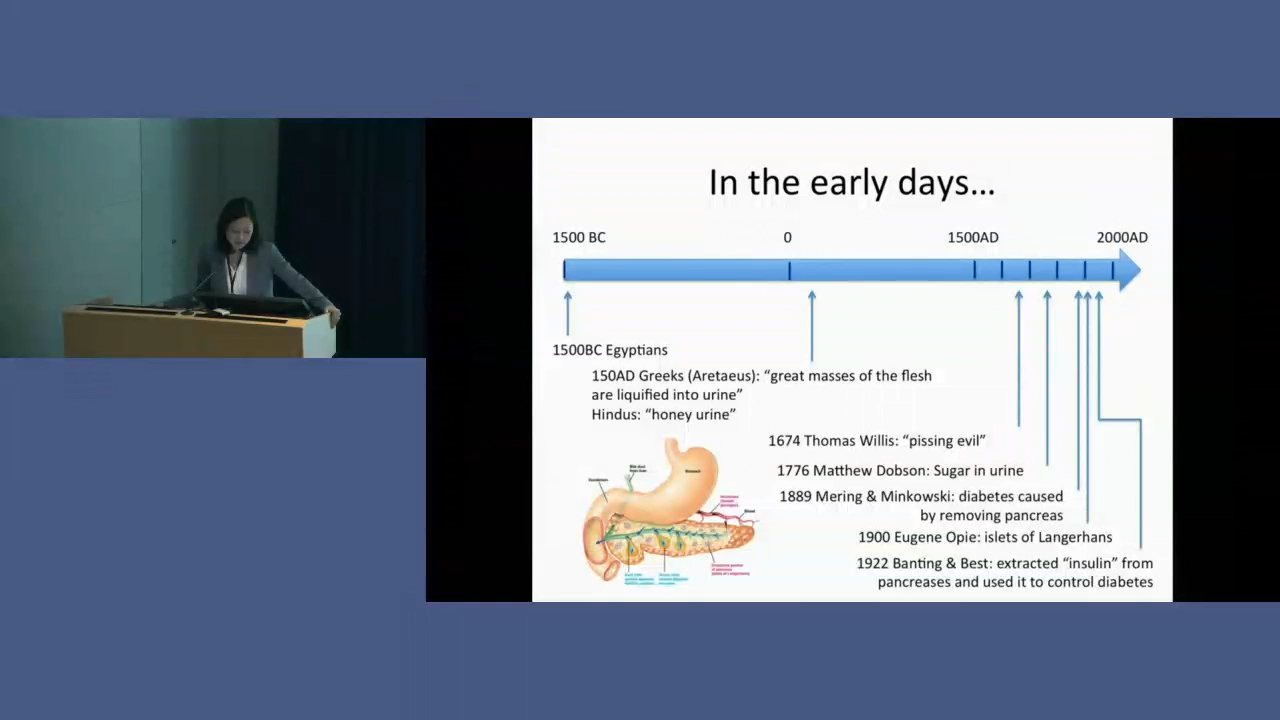 In the early days...
1500 BC
0
1500AD
2000AD
1500BC Egyptians
150AD Greeks (Aretaeus): “great masses of the flesh
are liquified into urine”
Hindus: “honey urine”
1674 Thomas Willis: “pissing evil”
1776 Matthew Dobson: Sugar in urine
1889 Mering & Minkowski: diabetes caused
by removing pancreas
1900 Eugene Opie: islets of Langerhans
1922 Banting & Best: extracted “insulin” from
pancreases and used it to control diabetes
Stomach
Duodenum